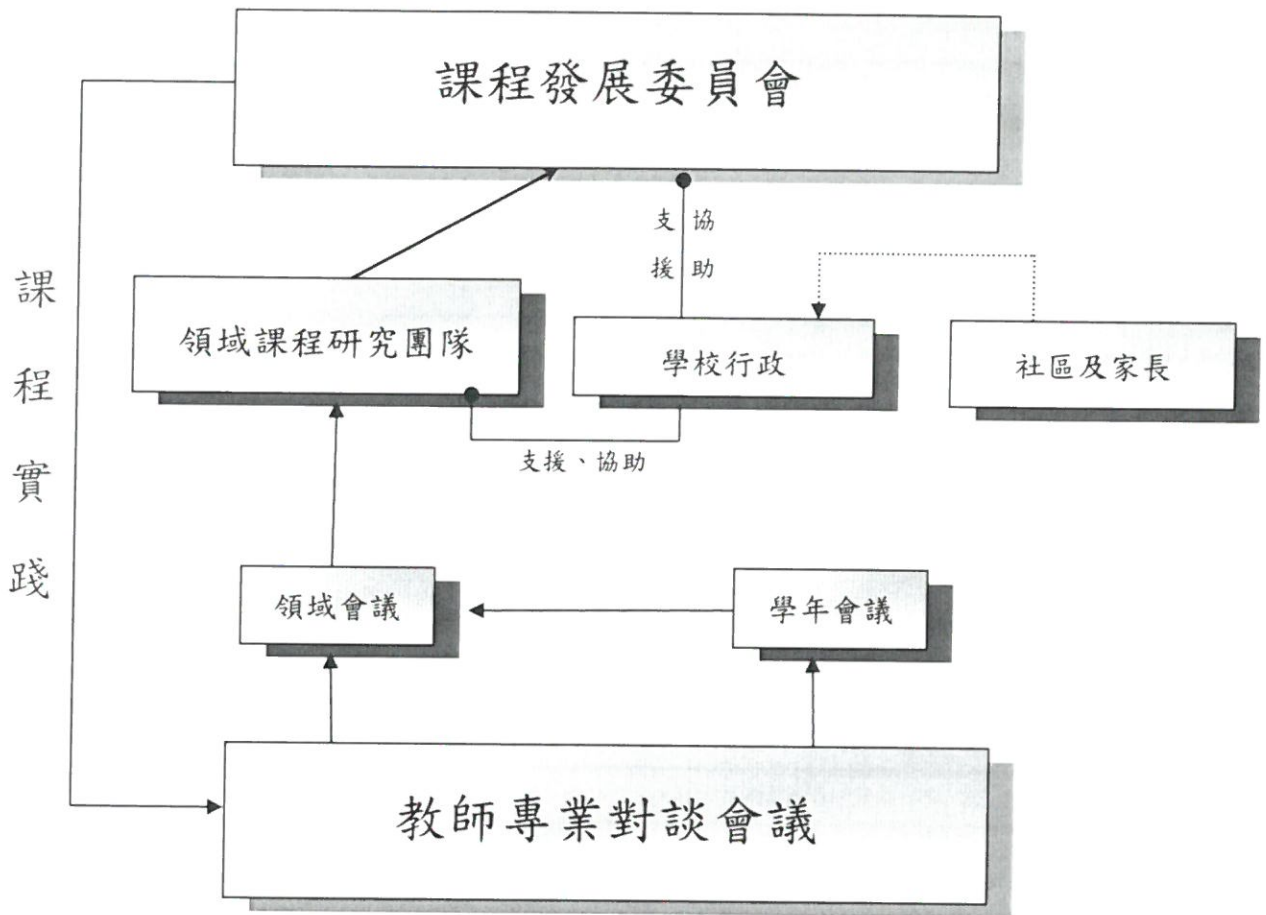 課程發展委員會
支 協
援 助
課程實踐
領域課程研究團隊
學校行政
社區及家長
支援、協助
領域會議
學年會議
教師專業對談會議